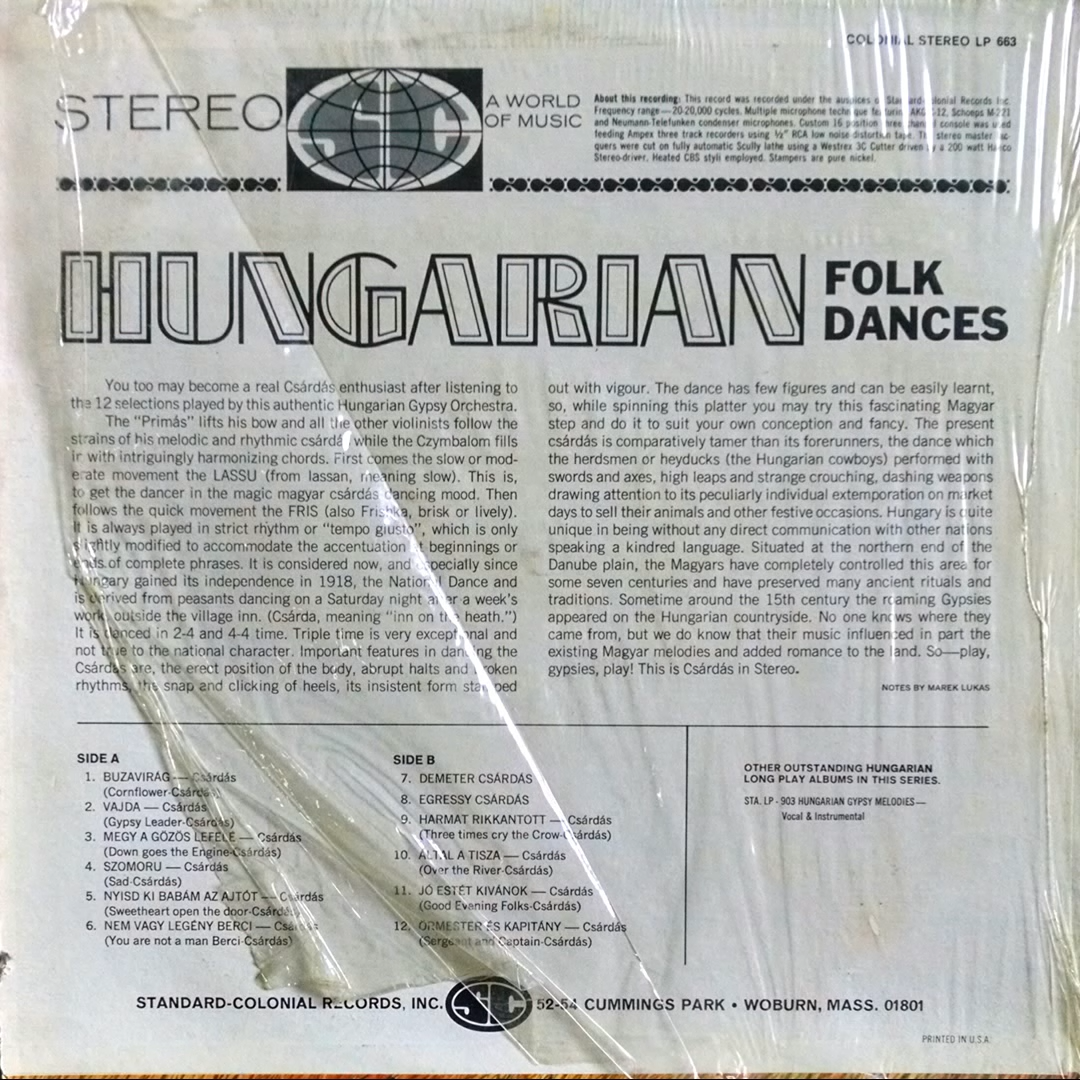 COLONIAL STEREO LP 663
STEREO
SC
A WORLD
OF MUSIC
About this recording: This record was recorded under the auspices of Standard-Colonial Records Inc.
Frequency range—20-20,000 cycles. Multiple microphone technique featurin AKG C-12, Schoeps M-221
and Neumann-Telefunken condenser microphones. Custom 16 position three channel console was used
feeding Ampex three track recorders using ½" RCA low noise distortion tape. The stereo master lac-
quers were cut on fully automatic Scully lathe using a Westrex 3C Cutter driven by a 200 watt
Stereo-driver. Heated CBS styli employed. Stampers are pure nickel.
HUNGARIAN FOLK
DANCES
You too may become a real Csárdás enthusiast after listening to
the 12 selections played by this authentic Hungarian Gypsy Orchestra.
The "Primás" lifts his bow and all the other violinists follow the
strains of his melodic and rhythmic csárdás while the Czymbalom fills
in with intriguingly harmonizing chords. First comes the slow or mod-
erate movement the LASSU (from lassan, meaning slow). This is,
to get the dancer in the magic magyar csárdás dancing mood. Then
follows the quick movement the FRIS (also Frishka, brisk or lively).
It is always played in strict rhythm or "tempo giusto", which is only
slightly modified to accommodate the accentuation at beginnings or
ends of complete phrases. It is considered now, and especially since
Hungary gained its independence in 1918, the National Dance and
is derived from peasants dancing on a Saturday night after a week's
work, outside the village inn. (Csárda, meaning "inn on the heath.")
It is danced in 2-4 and 4-4 time. Triple time is very exceptional and
not true to the national character. Important features in dancing the
Csárdás are, the erect position of the body, abrupt halts and broken
rhythms, the snap and clicking of heels, its insistent form stamped
out with vigour. The dance has few figures and can be easily learnt,
so, while spinning this platter you may try this fascinating Magyar
step and do it to suit your own conception and fancy. The present
csárdás is comparatively tamer than its forerunners, the dance which
the herdsmen or heyducks (the Hungarian cowboys) performed with
swords and axes, high leaps and strange crouching, dashing weapons
drawing attention to its peculiarly individual extemporation on market
days to sell their animals and other festive occasions. Hungary is quite
unique in being without any direct communication with other nations
speaking a kindred language. Situated at the northern end of the
Danube plain, the Magyars have completely controlled this area for
some seven centuries and have preserved many ancient rituals and
traditions. Sometime around the 15th century the roaming Gypsies
appeared on the Hungarian countryside. No one knows where they
came from, but we do know that their music influenced in part the
existing Magyar melodies and added romance to the land. So—play,
gypsies, play! This is Csárdás in Stereo.
NOTES BY MAREK LUKAS
SIDE A
1. BUZAVIRÁG — Csárdás
(Cornflower-Csárdás)
2. VAJDA — Csárdás
(Gypsy Leader-Csárdás)
3. MEGY A GÖZÖS LEFELE — Csárdás
(Down goes the Engine-Csárdás)
4. SZOMORU — Csárdás
(Sad-Csárdás)
5. NYISD KI BABÁM AZ AJTÓT — Csárdás
(Sweetheart open the door-Csárdás)
6. NEM VAGY LEGÉNY BERCI — Csárdás
(You are not a man Berci-Csárdás)
SIDE B
7. DEMETER CSÁRDÁS
8. EGRESSY CSÁRDÁS
9. HARMAT RIKKANTOTT — Csárdás
(Three times cry the Crow-Csárdás)
10. ÁLTAL A TISZA — Csárdás
(Over the River-Csárdás)
11. JÓ ESTÉT KIVÁNOK — Csárdás
(Good Evening Folks-Csárdás)
12. ORMESTER ÉS KAPITÁNY — Csárdás
(Sergeant and Captain-Csárdás)
OTHER OUTSTANDING HUNGARIAN
LONG PLAY ALBUMS IN THIS SERIES.
STA. LP - 903 HUNGARIAN GYPSY MELODIES—
Vocal & Instrumental
STANDARD-COLONIAL RECORDS, INC. SC 52-54 CUMMINGS PARK • WOBURN, MASS. 01801
PRINTED IN U.S.A.